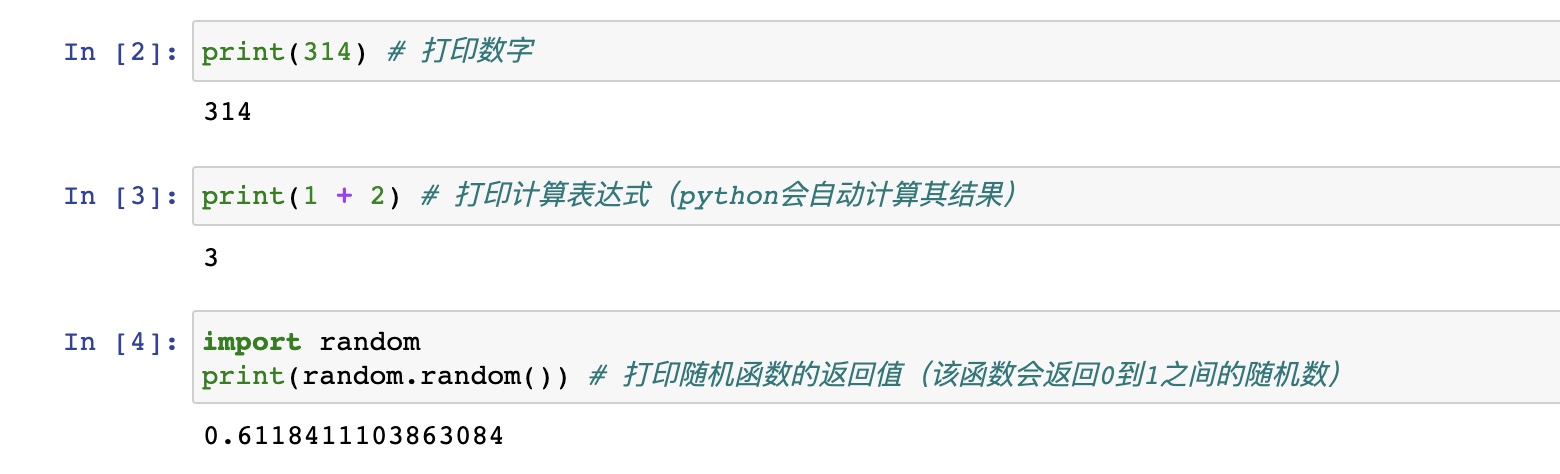 In [2]: print(314) # 打印数字
314
In [3]: print(1 + 2) # 打印计算表达式（python会自动计算其结果）
3
In [4]: import random
print(random.random()) # 打印随机函数的返回值（该函数会返回0到1之间的随机数）
0.6118411103863084